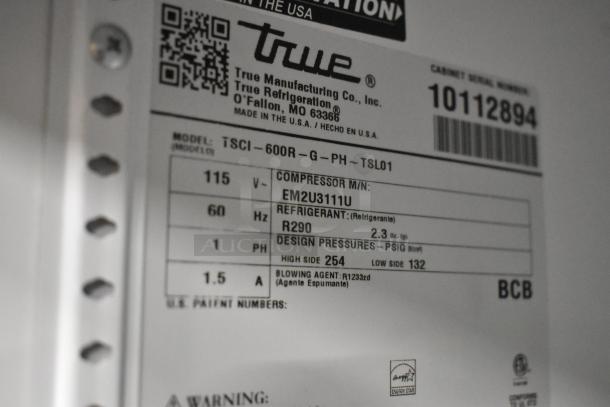 IN THE USA
true®
True Manufacturing Co., Inc.
True Refrigeration®
O'Fallon, MO 63366
MADE IN THE U.S.A. / HECHO EN U.S.A.
CABINET SERIAL NUMBER:
10112894
MODEL: TSCI-600R-G-PH-TSL01
(MODELO)
115 V~
60 Hz
1 PH
1.5 A
COMPRESSOR M/N:
EM2U3111U
REFRIGERANT: (Refrigerante)
R290 2.3
DESIGN PRESSURES-PSIG
HIGH SIDE 254 LOW SIDE 132
BLOWING AGENT: R1233zd
(Agente Espumante)
BCB
U.S. PATENT NUMBERS:
WARNING: